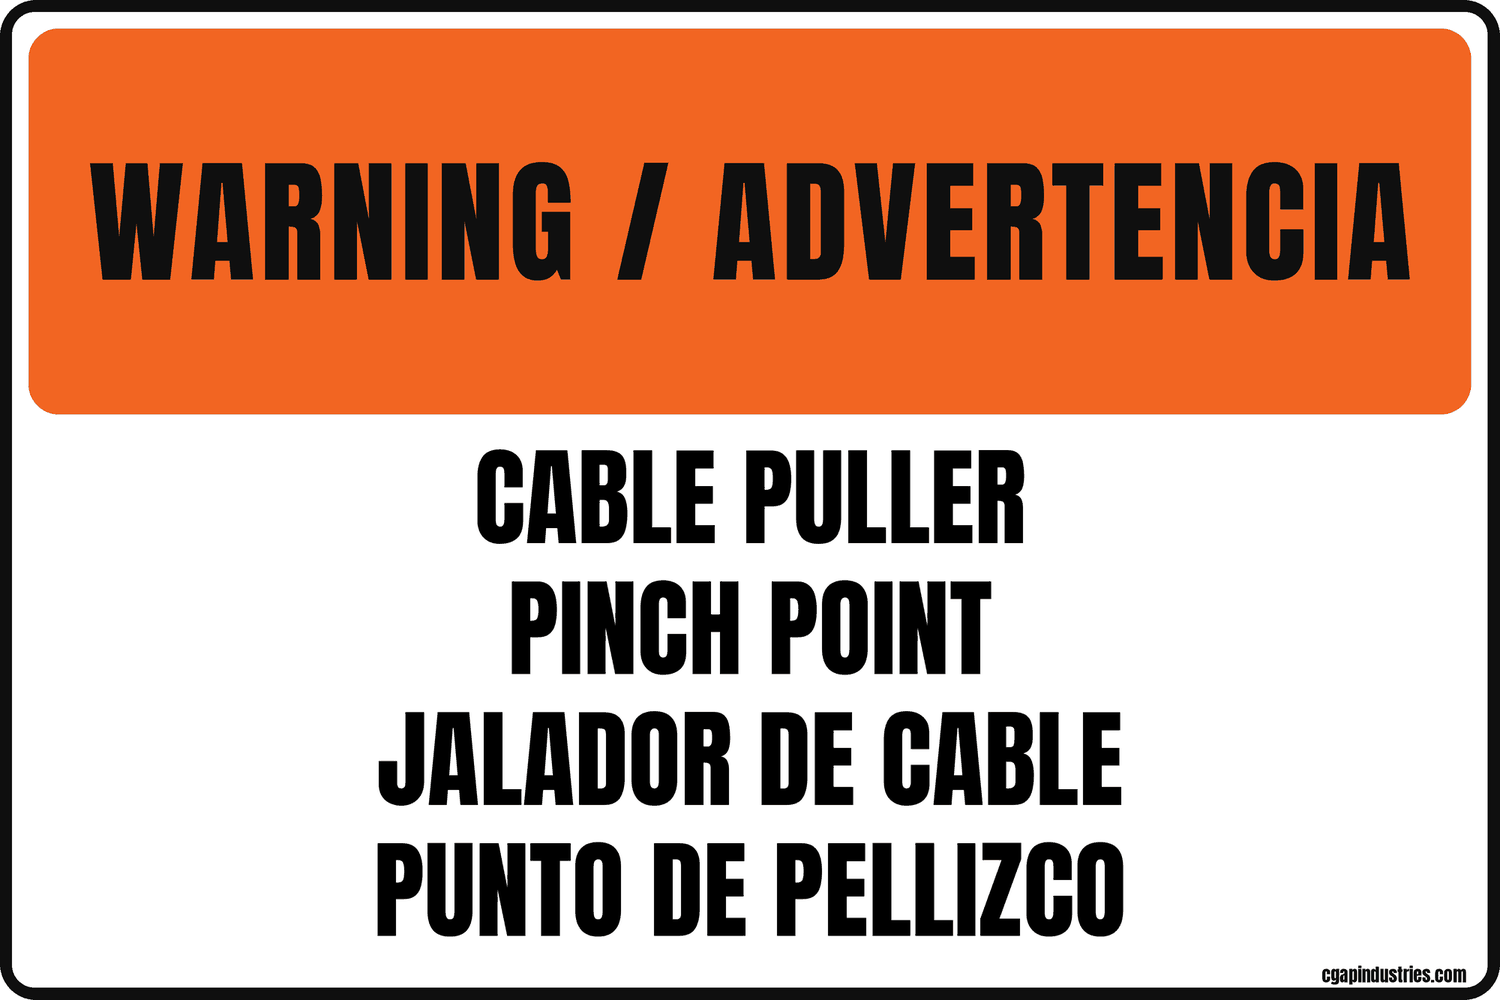 WARNING / ADVERTENCIA
CABLE PULLER
PINCH POINT
JALADOR DE CABLE
PUNTO DE PELLIZCO
cgapindustries.com